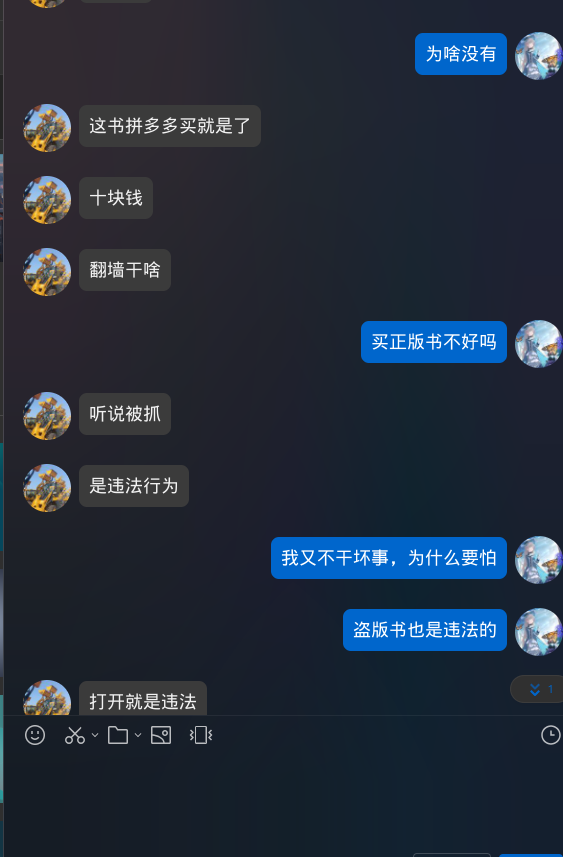 为啥没有
这书拼多多买就是了
十块钱
翻墙干啥
买正版书不好吗
听说被抓
是违法行为
我又不干坏事，为什么要怕
盗版书也是违法的
打开就是违法
1